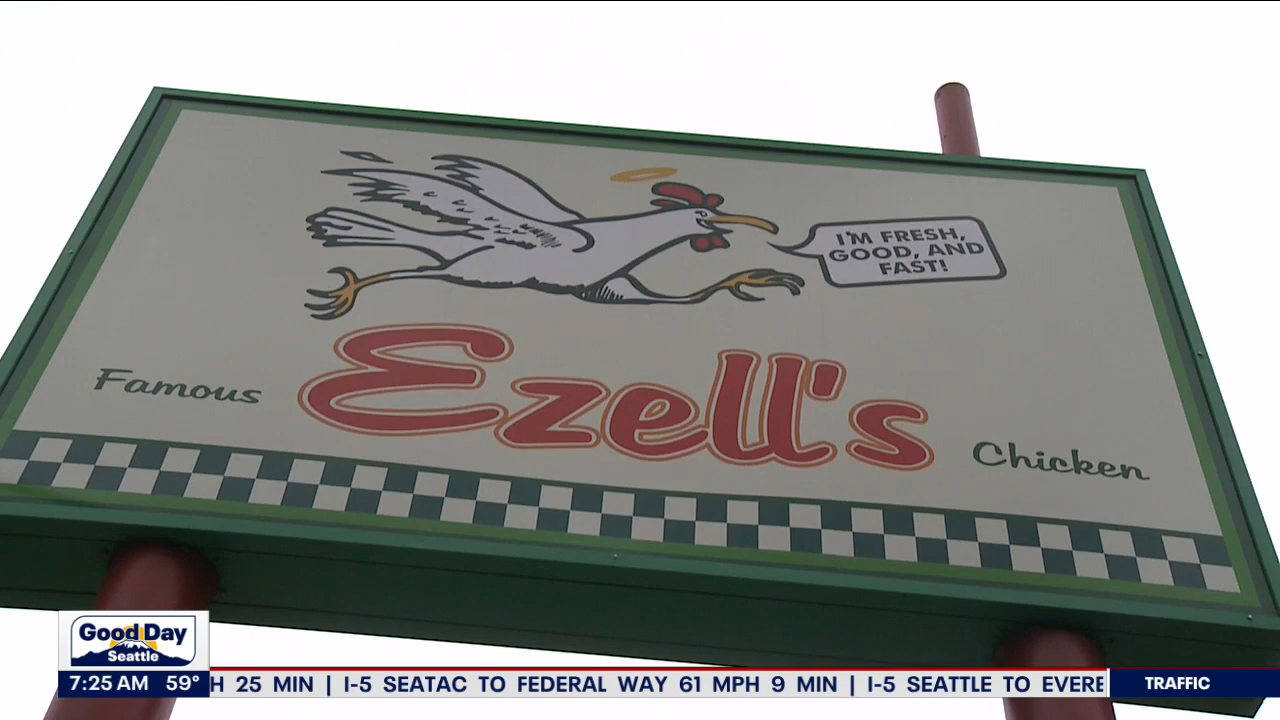 I'M FRESH,
GOOD, AND
FAST!
Famous Ezell's Chicken
Good Day
Seattle
7:25 AM 59° H 25 MIN | I-5 SEATAC TO FEDERAL WAY 61 MPH 9 MIN | I-5 SEATTLE TO EVERE TRAFFIC